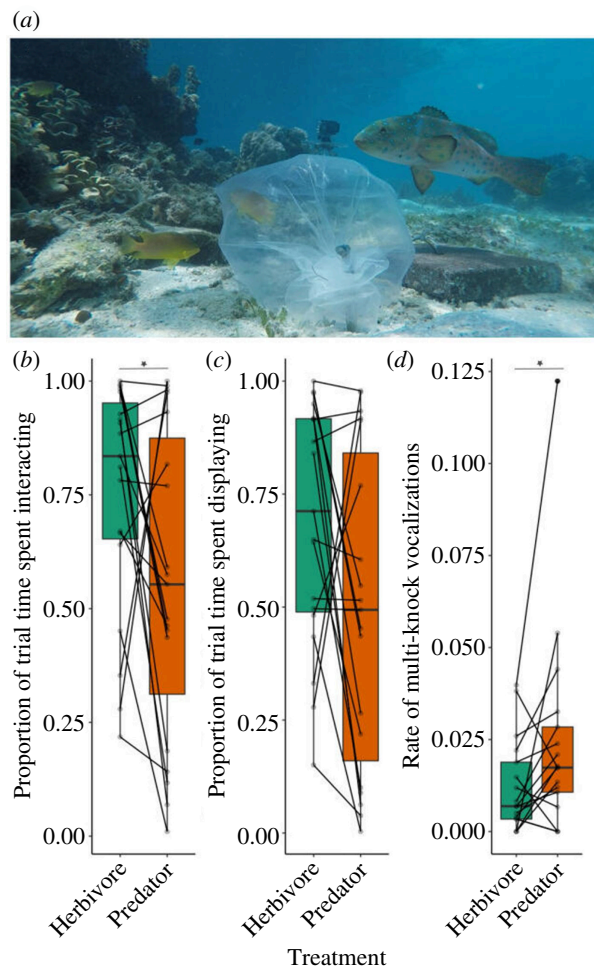 (a)
(b)
*
Proportion of trial time spent interacting
1.00
0.75
0.50
0.25
0.00
Herbivore
Predator
(c)
Proportion of trial time spent displaying
1.00
0.75
0.50
0.25
0.00
Herbivore
Predator
(d)
*
Rate of multi-knock vocalizations
0.125
0.100
0.075
0.050
0.025
0.000
Herbivore
Predator
Treatment